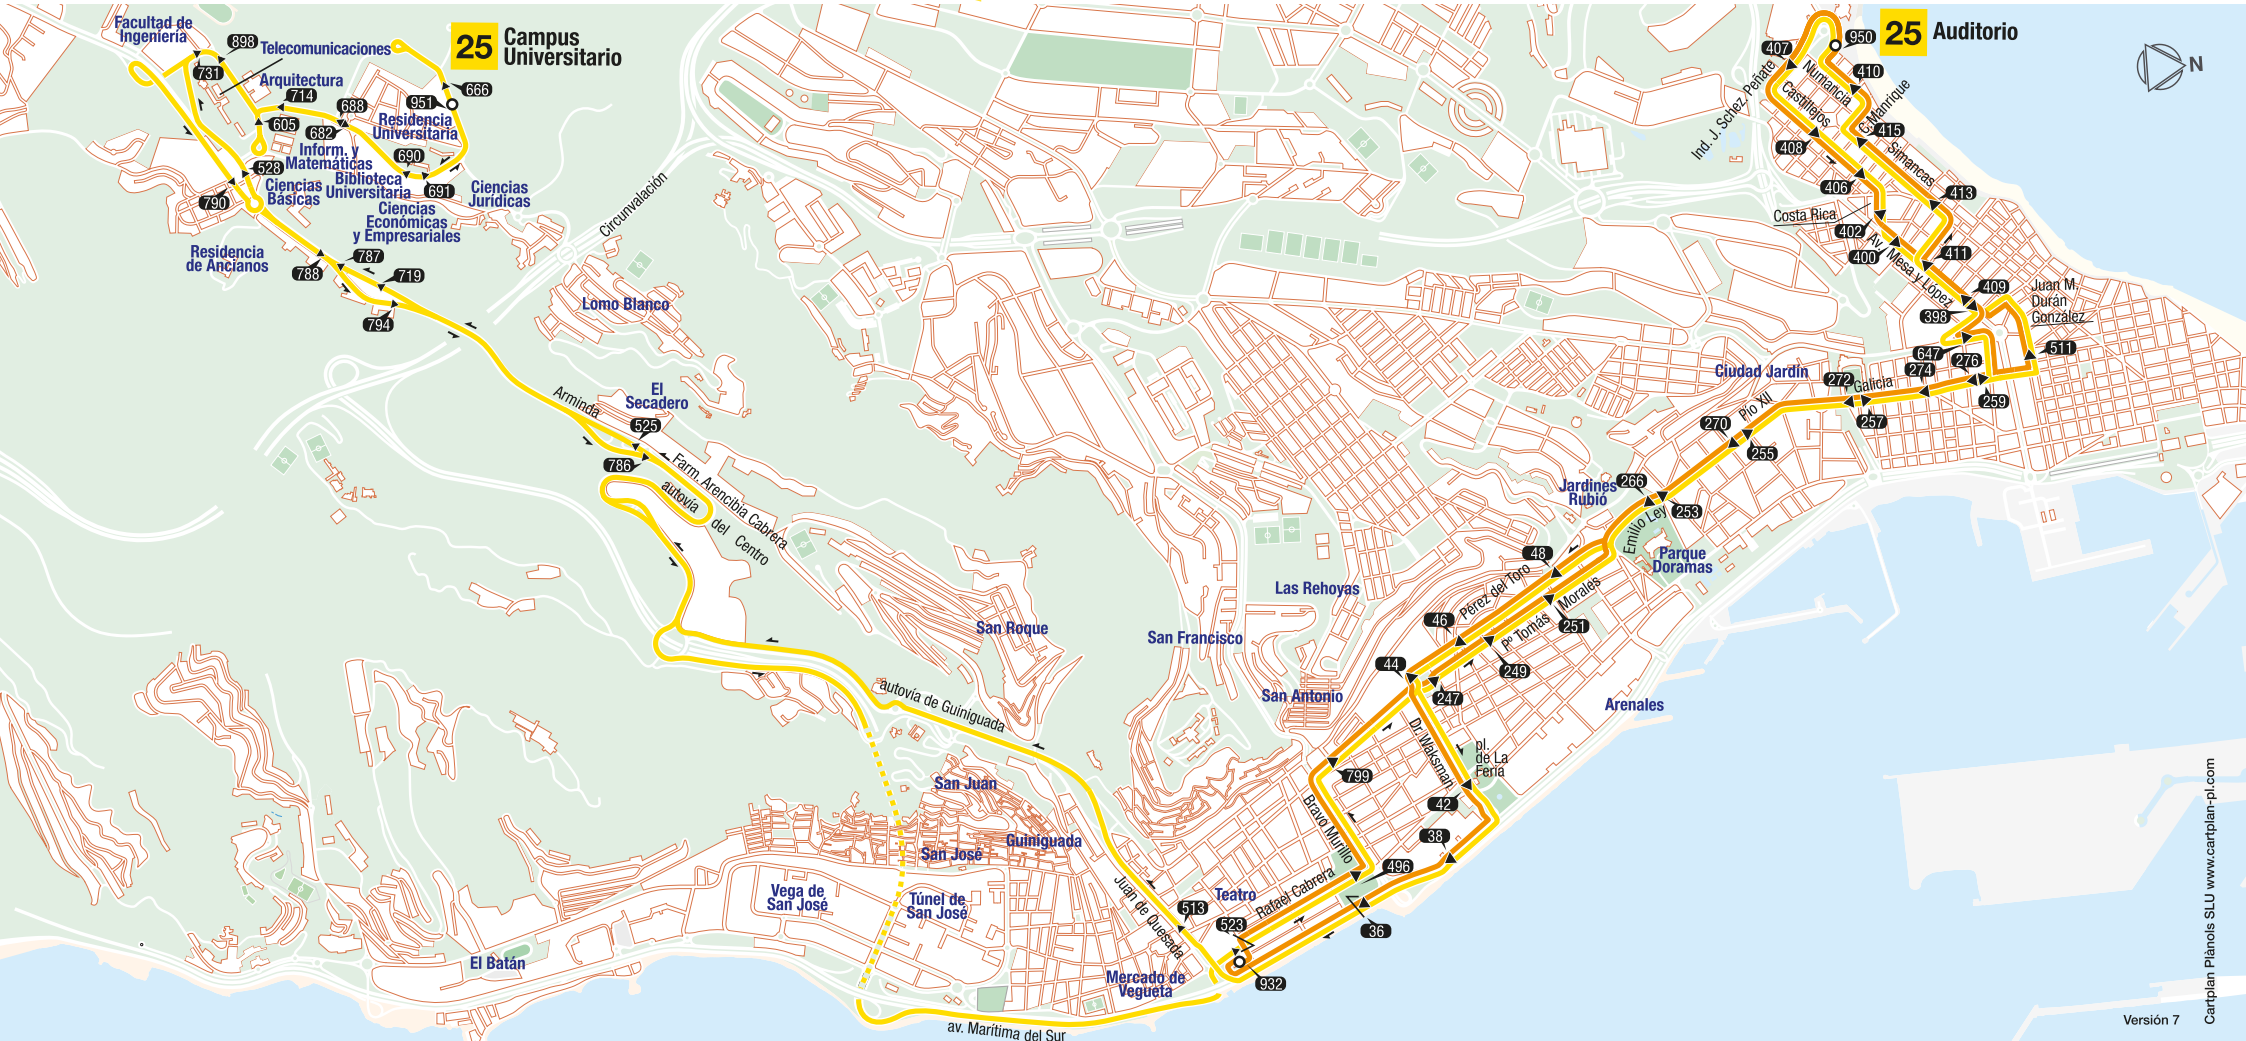 25 Campus
Universitario
25 Auditorio
N
Facultad de
Ingeniería
898
Telecomunicaciones
731
Arquitectura
714
688
951
666
605
682
Residencia
Universitaria
Inform. y
Matemáticas
690
528
Biblioteca
Universitaria
691
Ciencias
Básicas
790
Ciencias
Jurídicas
Ciencias
Económicas
y Empresariales
Residencia
de Ancianos
788
787
719
794
Circunvalación
Lomo Blanco
Arminda
El
Secadero
525
786
Farm. Arencibia Cabrera
autovía del Centro
San Roque
autovía de Guiniguada
San Juan
Guiniguada
San José
Vega de
San José
Túnel de
San José
El Batán
av. Marítima del Sur
Mercado de
Vegueta
Juan de Quesada
513
Teatro
523
932
Rafael Cabrera
496
36
38
42
Bravo Murillo
799
Dr. Waksman
pl.
de La
Feria
44
247
46
249
48
251
Pérez del Toro
Pº Tomás Morales
San Francisco
San Antonio
Las Rehoyas
Arenales
Jardines
Rubió
266
253
Emilio Ley
Parque
Doramas
270
255
Pío XII
Ciudad Jardín
272
Galicia
257
274
276
259
647
511
398
409
Juan M.
Durán
González
Av. Mesa y López
400
411
402
Costa Rica
406
413
Simancas
408
415
C. Manrique
Castillejos
Numancia
410
407
950
Ind. J. Schez. Peñate
Versión 7
Cartplan Plànols SLU www.cartplan-pl.com